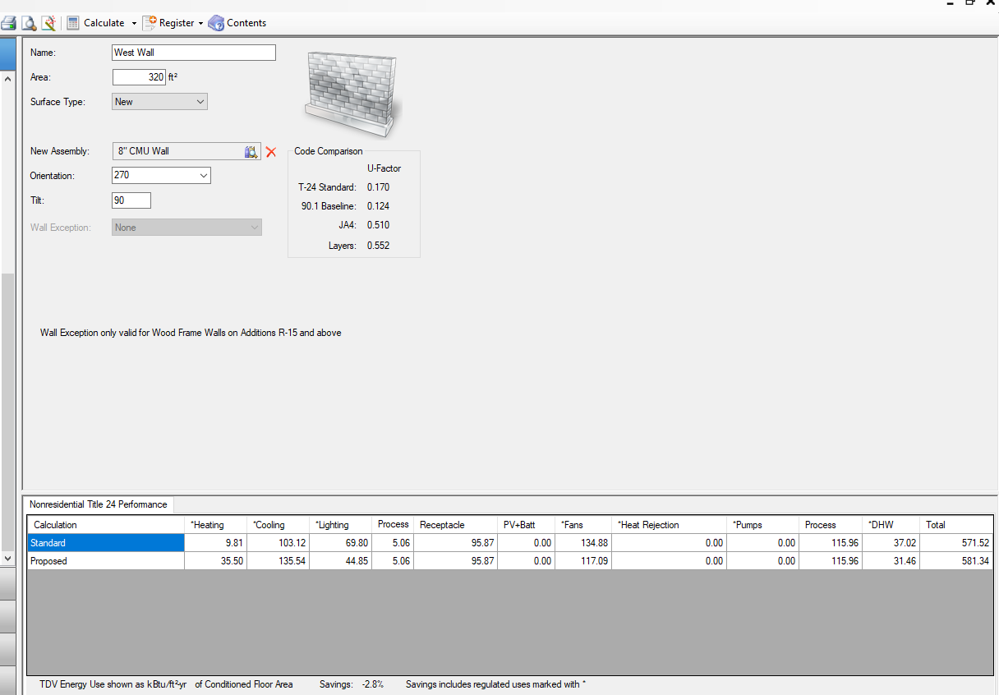 Calculate Register Contents
Name: West Wall
Area: 320 ft²
Surface Type: New
New Assembly: 8" CMU Wall
Orientation: 270
Tilt: 90
Wall Exception: None
Code Comparison
U-Factor
T-24 Standard: 0.170
90.1 Baseline: 0.124
JA4: 0.510
Layers: 0.552
Wall Exception only valid for Wood Frame Walls on Additions R-15 and above
Nonresidential Title 24 Performance
Calculation *Heating *Cooling *Lighting Process Receptacle PV+Batt *Fans *Heat Rejection *Pumps Process *DHW Total
Standard 9.81 103.12 69.80 5.06 95.87 0.00 134.88 0.00 0.00 115.96 37.02 571.52
Proposed 35.50 135.54 44.85 5.06 95.87 0.00 117.09 0.00 0.00 115.96 31.46 581.34
TDV Energy Use shown as kBtu/ft²-yr of Conditioned Floor Area Savings: -2.8% Savings includes regulated uses marked with *